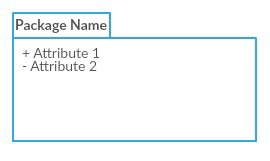 Package Name
+ Attribute 1
- Attribute 2